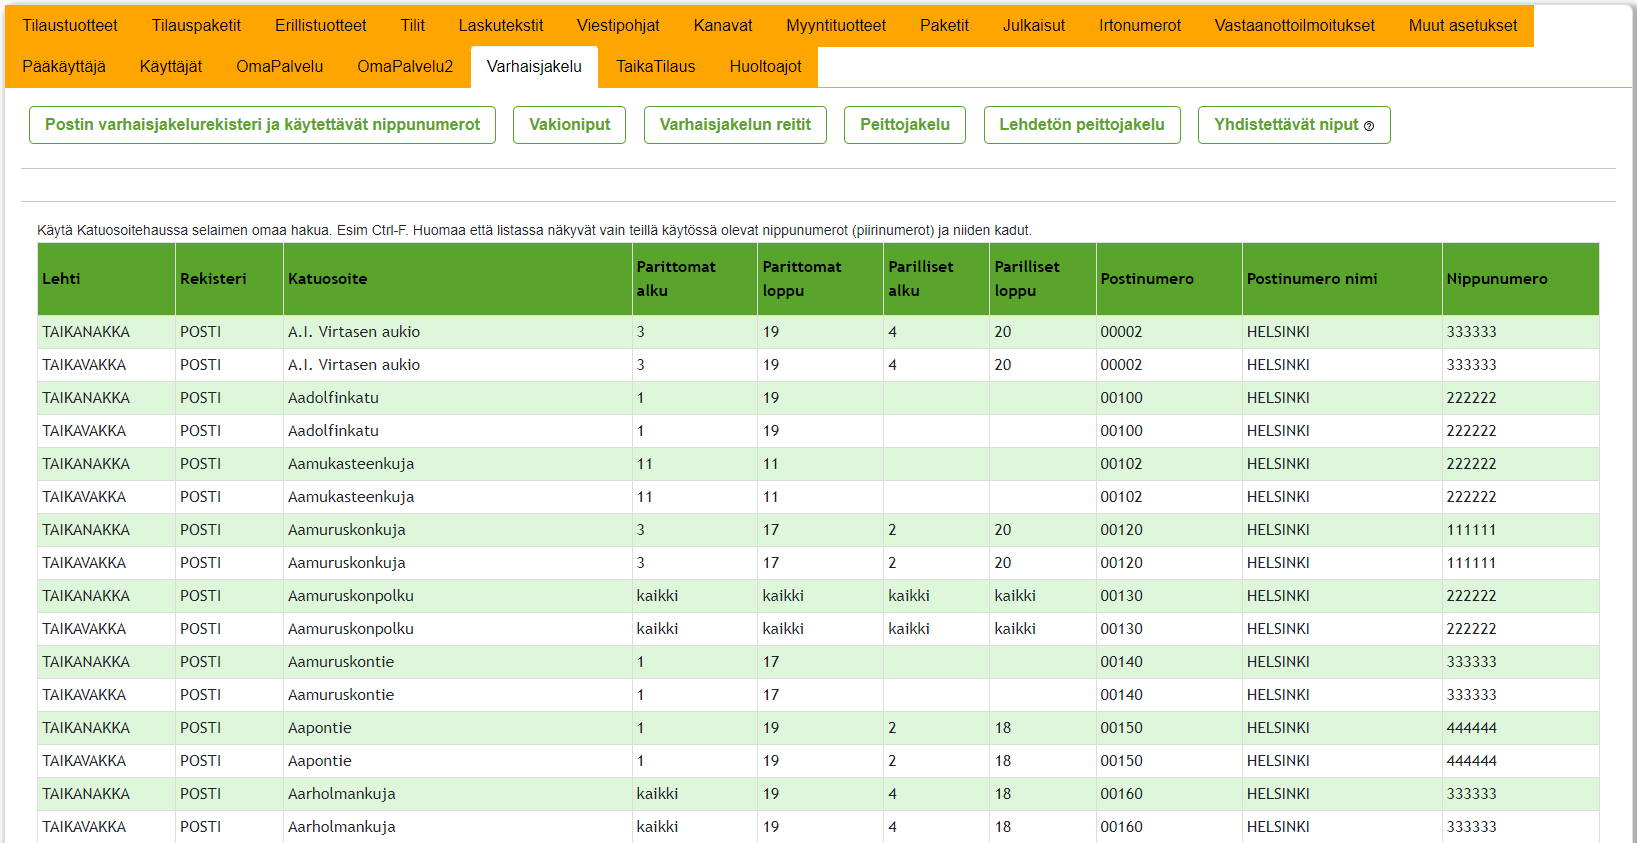 Tilaustuotteet Tilauspaketit Erillistuotteet Tilit Laskutekstit Viestipohjat Kanavat Myyntituotteet Paketit Julkaisut Irtonumerot Vastaanottoilmoitukset Muut asetukset
Pääkäyttäjä Käyttäjät OmaPalvelu OmaPalvelu2 Varhaisjakelu TaikaTilaus Huoltoajot
Postin varhaisjakelurekisteri ja käytettävät nippunumerot Vakioniput Varhaisjakelun reitit Peittojakelu Lehdetön peittojakelu Yhdistettävät niput ?
Käytä Katuosoitehaussa selaimen omaa hakua. Esim Ctrl-F. Huomaa että listassa näkyvät vain teillä käytössä olevat nippunumerot (piirinumerot) ja niiden kadut.
Lehti Rekisteri Katuosoite Parittomat alku Parittomat loppu Parilliset alku Parilliset loppu Postinumero Postinumero nimi Nippunumero
TAIKANAKKA POSTI A.I. Virtasen aukio 3 19 4 20 00002 HELSINKI 333333
TAIKAVAKKA POSTI A.I. Virtasen aukio 3 19 4 20 00002 HELSINKI 333333
TAIKANAKKA POSTI Aadolfinkatu 1 19 00100 HELSINKI 222222
TAIKAVAKKA POSTI Aadolfinkatu 1 19 00100 HELSINKI 222222
TAIKANAKKA POSTI Aamukasteenkuja 11 11 00102 HELSINKI 222222
TAIKAVAKKA POSTI Aamukasteenkuja 11 11 00102 HELSINKI 222222
TAIKANAKKA POSTI Aamuruskonkuja 3 17 2 20 00120 HELSINKI 111111
TAIKAVAKKA POSTI Aamuruskonkuja 3 17 2 20 00120 HELSINKI 111111
TAIKANAKKA POSTI Aamuruskonpolku kaikki kaikki kaikki kaikki 00130 HELSINKI 222222
TAIKAVAKKA POSTI Aamuruskonpolku kaikki kaikki kaikki kaikki 00130 HELSINKI 222222
TAIKANAKKA POSTI Aamuruskontie 1 17 00140 HELSINKI 333333
TAIKAVAKKA POSTI Aamuruskontie 1 17 00140 HELSINKI 333333
TAIKANAKKA POSTI Aapontie 1 19 2 18 00150 HELSINKI 444444
TAIKAVAKKA POSTI Aapontie 1 19 2 18 00150 HELSINKI 444444
TAIKANAKKA POSTI Aarholmankuja kaikki 19 4 18 00160 HELSINKI 333333
TAIKAVAKKA POSTI Aarholmankuja kaikki 19 4 18 00160 HELSINKI 333333